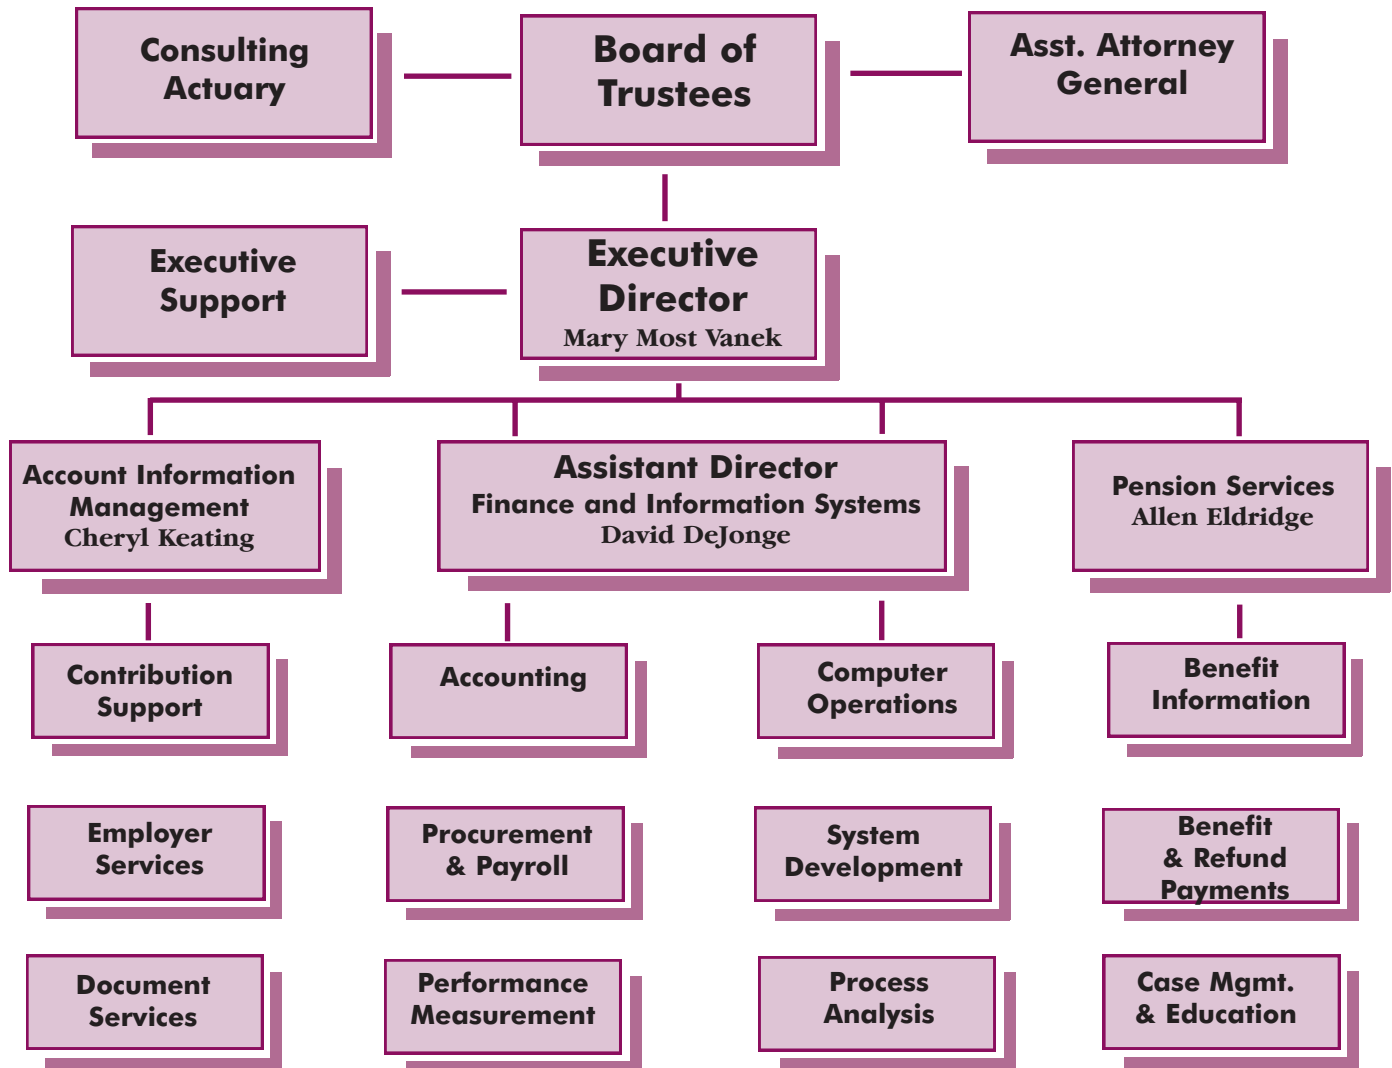 Consulting
Actuary
Board of
Trustees
Asst. Attorney
General
Executive
Support
Executive
Director
Mary Most Vanek
Account Information
Management
Cheryl Keating
Assistant Director
Finance and Information Systems
David DeJonge
Pension Services
Allen Eldridge
Contribution
Support
Accounting
Computer
Operations
Benefit
Information
Employer
Services
Procurement
& Payroll
System
Development
Benefit
& Refund
Payments
Document
Services
Performance
Measurement
Process
Analysis
Case Mgmt.
& Education